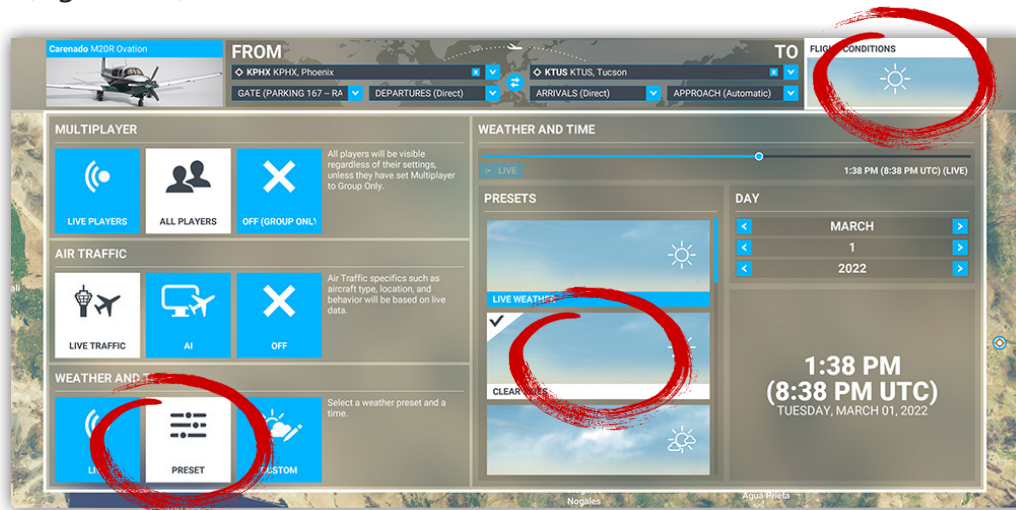 Carenado M20R Ovation
FROM
KPHX KPHX, Phoenix
GATE (PARKING 167 -- RA
DEPARTURES (Direct)
TO
KTUS KTUS, Tucson
ARRIVALS (Direct)
APPROACH (Automatic)
CONDITIONS
MULTIPLAYER
LIVE PLAYERS
ALL PLAYERS
OFF (GROUP ONLY
All players will be visible
regardless of their settings,
unless they have set Multiplayer
to Group Only.
AIR TRAFFIC
LIVE TRAFFIC
AI
OFF
Air Traffic specifics such as
aircraft type, location, and
behavior will be based on live
data.
WEATHER AND
PRESET
CUSTOM
Select a weather preset and a
time.
WEATHER AND TIME
LIVE
1:38 PM (8:38 PM UTC) (LIVE)
PRESETS
LIVE WEATHER
CLEAR
DAY
MARCH
1
2022
1:38 PM
(8:38 PM UTC)
TUESDAY, MARCH 01, 2022
Nogales
Agua Prieta